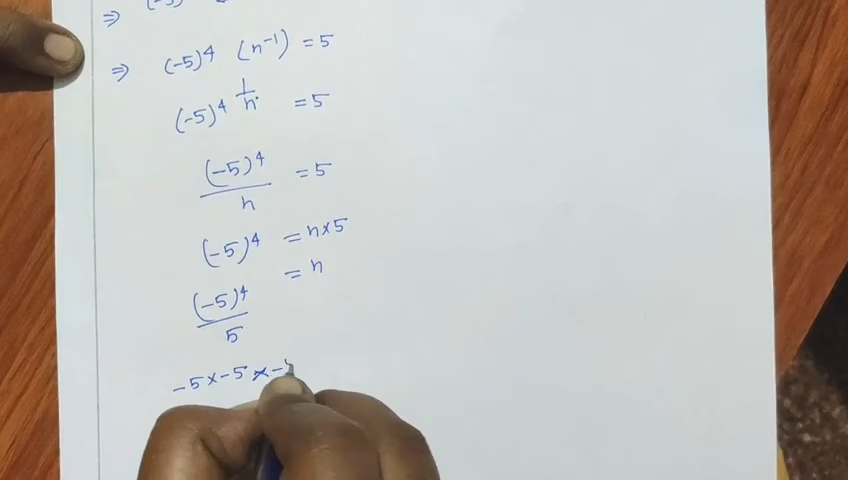 ⇒ (-5)
⇒ (-5)⁴ (n⁻¹) = 5
(-5)⁴ 1/n = 5
(-5)⁴/n = 5
(-5)⁴ = n×5
(-5)⁴/5 = n
-5×-5×-